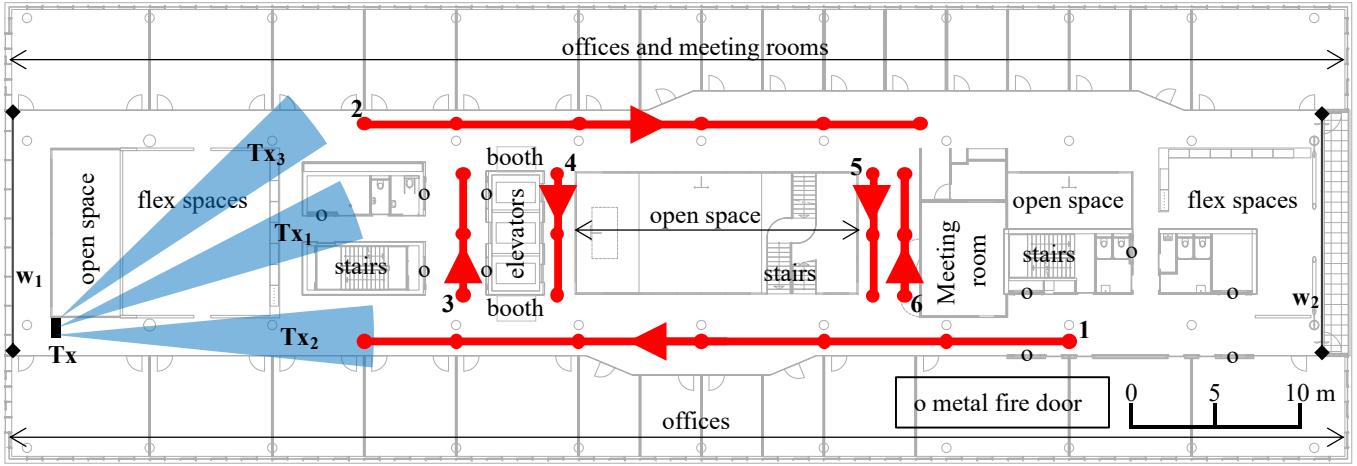 offices and meeting rooms
2
Tx3
booth
4
5
o
o
open space
flex spaces
o
elevators
open space
open space
flex spaces
Tx1
stairs
o
o
stairs
Meeting
room
stairs
o
w1
3
booth
6
o
o
w2
Tx
Tx2
1
o
o
o metal fire door
0 5 10 m
offices